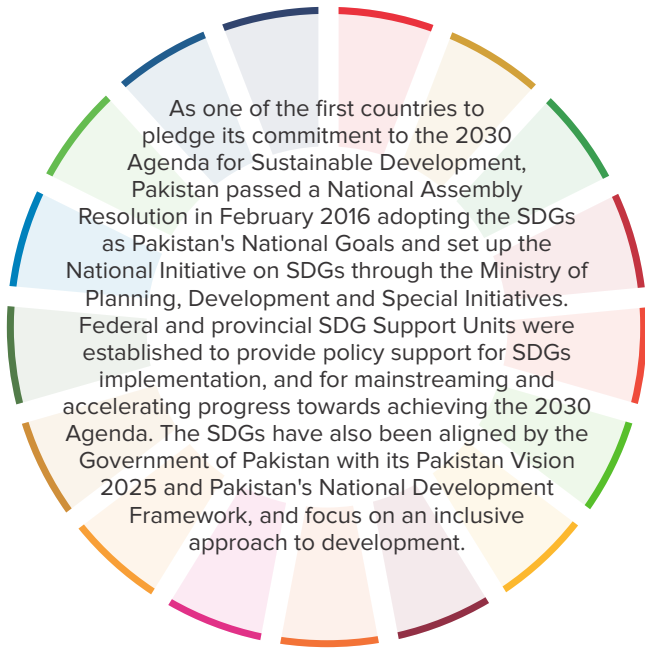 As one of the first countries to
pledge its commitment to the 2030
Agenda for Sustainable Development,
Pakistan passed a National Assembly
Resolution in February 2016 adopting the SDGs
as Pakistan's National Goals and set up the
National Initiative on SDGs through the Ministry of
Planning, Development and Special Initiatives.
Federal and provincial SDG Support Units were
established to provide policy support for SDGs
implementation, and for mainstreaming and
accelerating progress towards achieving the 2030
Agenda. The SDGs have also been aligned by the
Government of Pakistan with its Pakistan Vision
2025 and Pakistan's National Development
Framework, and focus on an inclusive
approach to development.